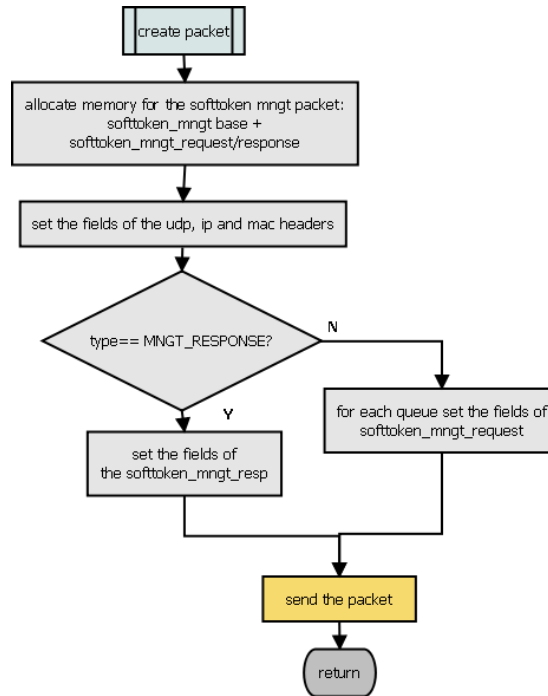 create packet
allocate memory for the softtoken mngt packet:
softtoken_mngt base +
softtoken_mngt_request/response
set the fields of the udp, ip and mac headers
type== MNGT_RESPONSE?
N
Y
for each queue set the fields of
softtoken_mngt_request
set the fields of
the softtoken_mngt_resp
send the packet
return